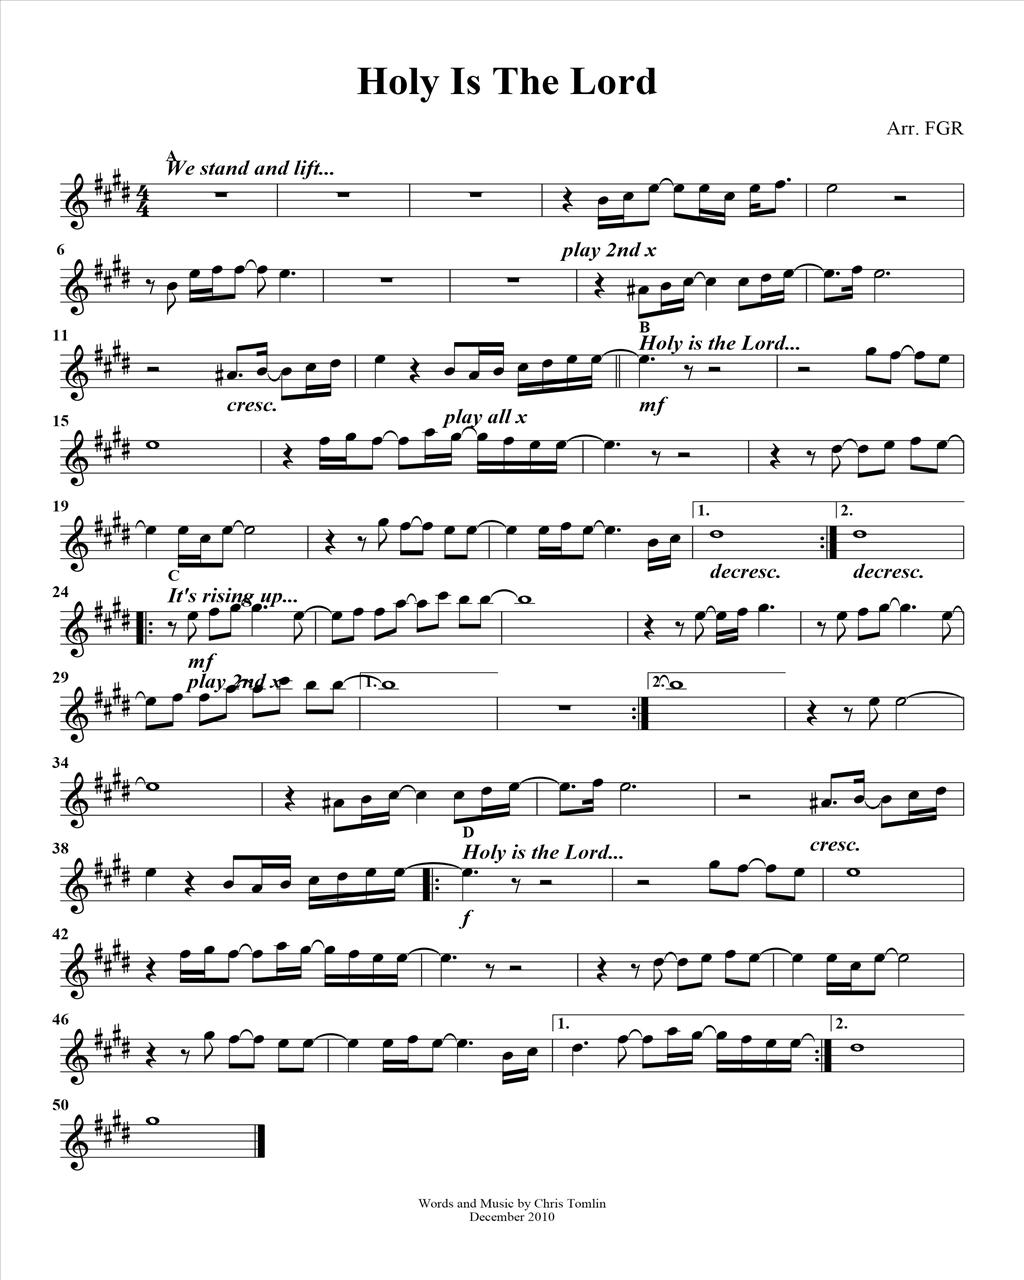 Holy Is The Lord
Arr. FGR
A
We stand and lift...
4
4
6
play 2nd x
11
B
Holy is the Lord...
cresc.
mf
15
play all x
19
1.
2.
decresc.
decresc.
24
C
It's rising up...
mf
29
play 2nd x
1.
2.
34
cresc.
38
D
Holy is the Lord...
f
42
46
1.
2.
50
Words and Music by Chris Tomlin
December 2010